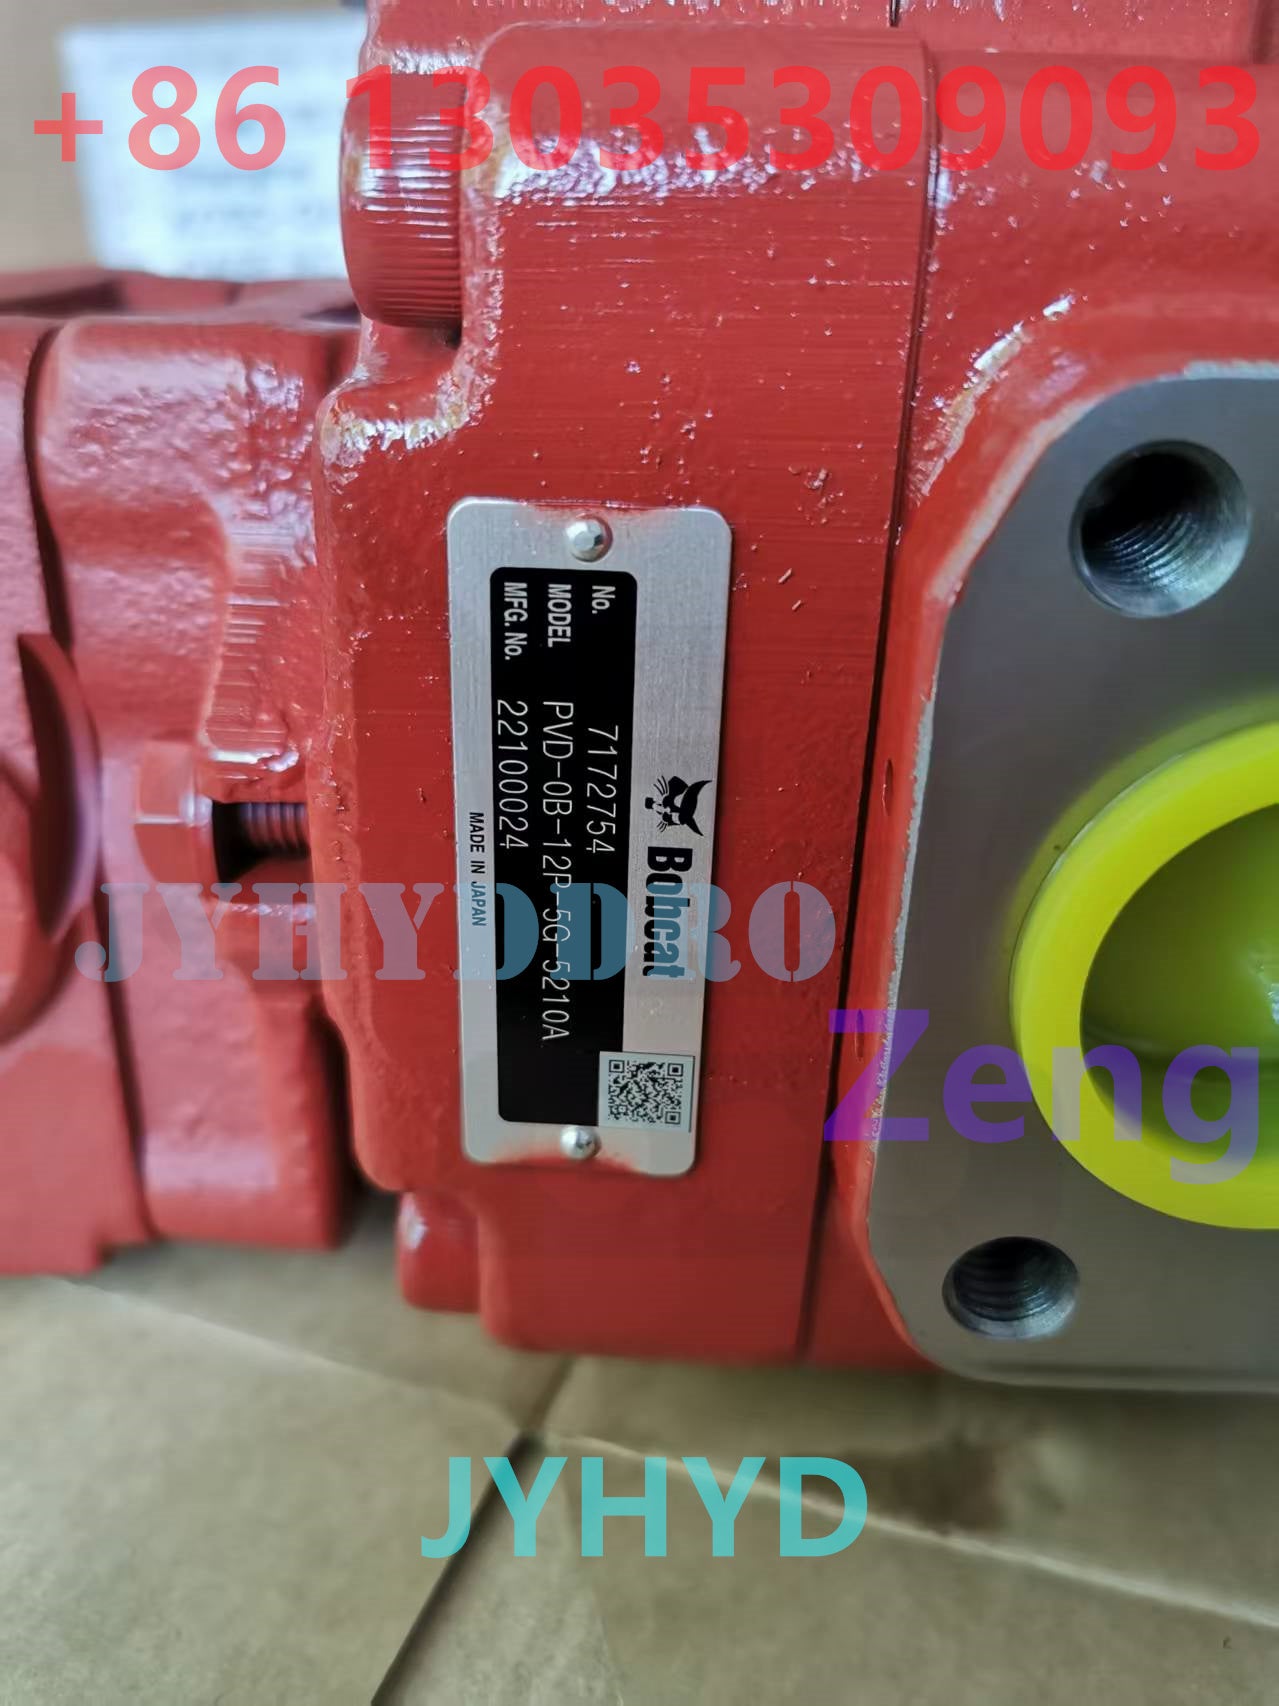 +86 13035309093
Bobcat
No. 7172754
MODEL PVD-0B-12P-5G-5210A
MFG. No. 22100024
MADE IN JAPAN
JYHYDDRO
Zeng
JYHYD